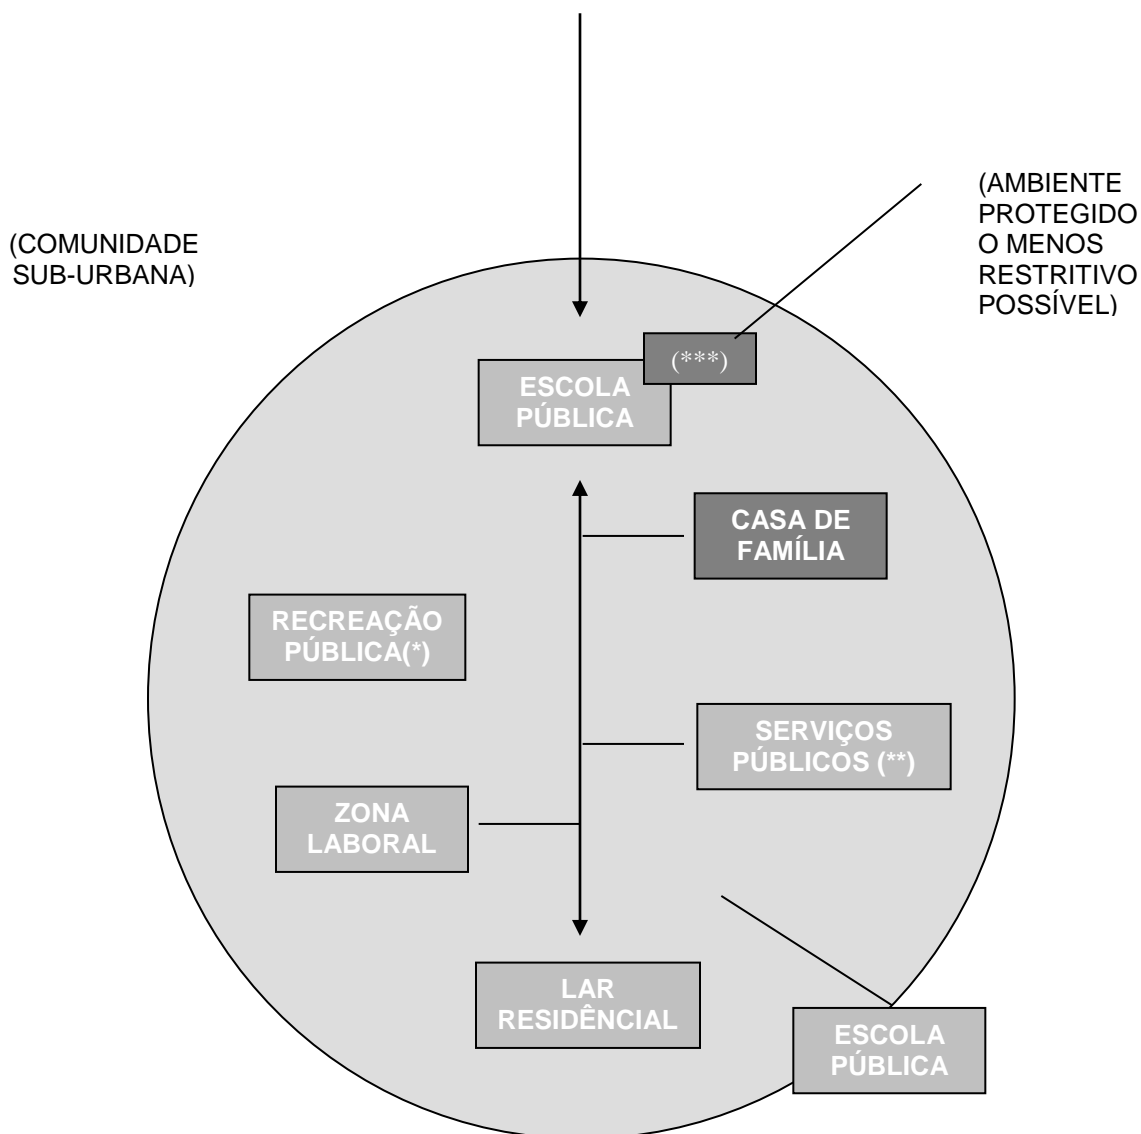 (AMBIENTE
PROTEGIDO
O MENOS
RESTRITIVO
POSSÍVEL)
(COMUNIDADE
SUB-URBANA)
(***)
ESCOLA
PÚBLICA
CASA DE
FAMÍLIA
RECREAÇÃO
PÚBLICA(*)
SERVIÇOS
PÚBLICOS (**)
ZONA
LABORAL
LAR
RESIDÊNCIAL
ESCOLA
PÚBLICA